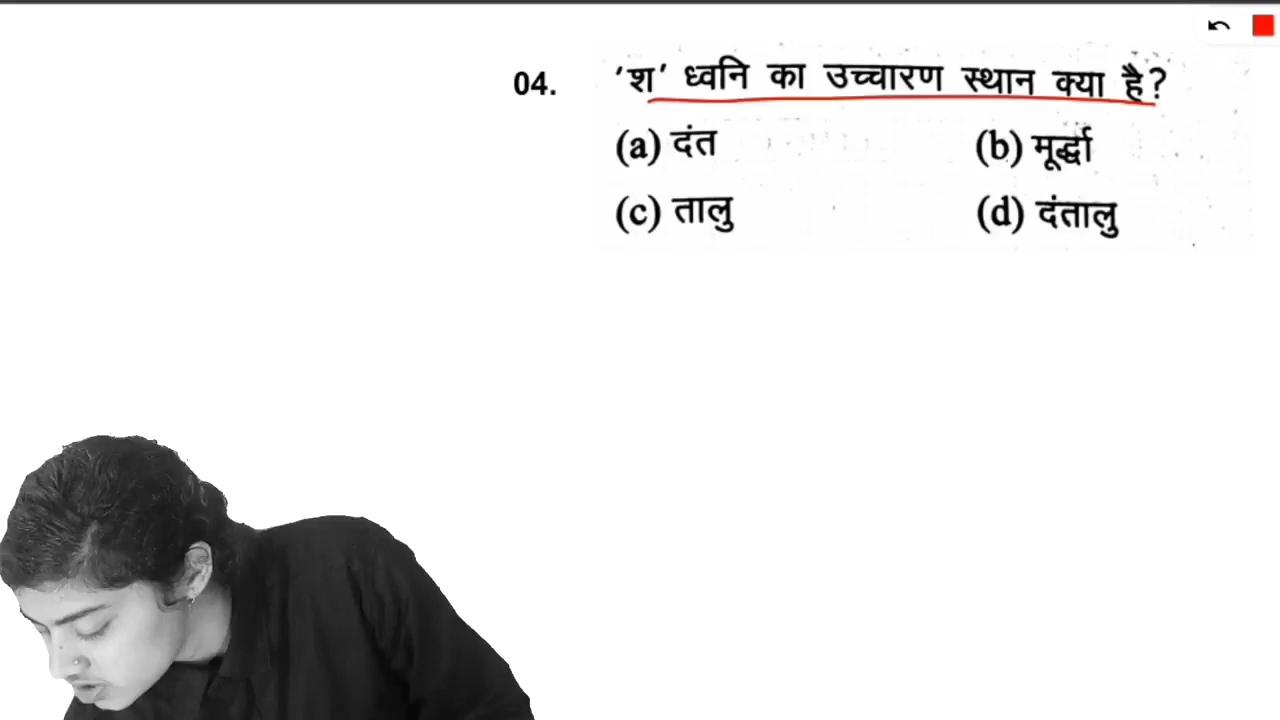 04. 'श' ध्वनि का उच्चारण स्थान क्या है?
(a) दंत (b) मूर्द्धा
(c) तालु (d) दंतालु